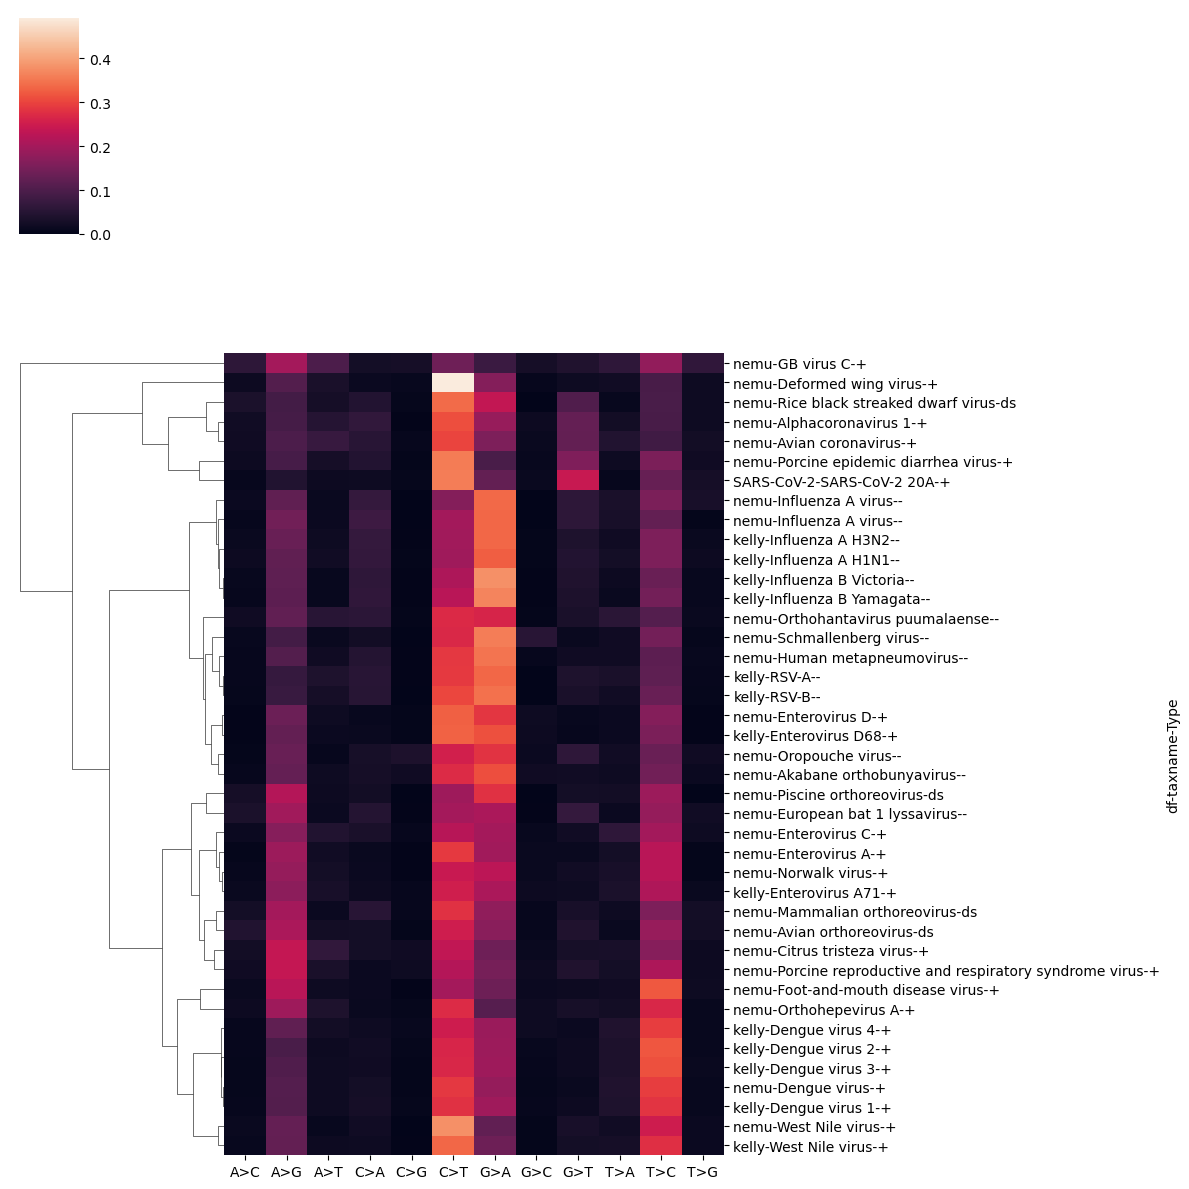 0.4
0.3
0.2
0.1
0.0
nemu-GB virus C-+
nemu-Deformed wing virus-+
nemu-Rice black streaked dwarf virus-ds
nemu-Alphacoronavirus 1-+
nemu-Avian coronavirus-+
nemu-Porcine epidemic diarrhea virus-+
SARS-CoV-2-SARS-CoV-2 20A-+
nemu-Influenza A virus--
nemu-Influenza A virus--
kelly-Influenza A H3N2--
kelly-Influenza A H1N1--
kelly-Influenza B Victoria--
kelly-Influenza B Yamagata--
nemu-Orthohantavirus puumalaense--
nemu-Schmallenberg virus--
nemu-Human metapneumovirus--
kelly-RSV-A--
kelly-RSV-B--
nemu-Enterovirus D-+
kelly-Enterovirus D68-+
nemu-Oropouche virus--
nemu-Akabane orthobunyavirus--
nemu-Piscine orthoreovirus-ds
nemu-European bat 1 lyssavirus--
nemu-Enterovirus C-+
nemu-Enterovirus A-+
nemu-Norwalk virus-+
kelly-Enterovirus A71-+
nemu-Mammalian orthoreovirus-ds
nemu-Avian orthoreovirus-ds
nemu-Citrus tristeza virus-+
nemu-Porcine reproductive and respiratory syndrome virus-+
nemu-Foot-and-mouth disease virus-+
nemu-Orthohepevirus A-+
kelly-Dengue virus 4-+
kelly-Dengue virus 2-+
kelly-Dengue virus 3-+
nemu-Dengue virus-+
kelly-Dengue virus 1-+
nemu-West Nile virus-+
kelly-West Nile virus-+
df-taxname-Type
A>C A>G A>T C>A C>G C>T G>A G>C G>T T>A T>C T>G